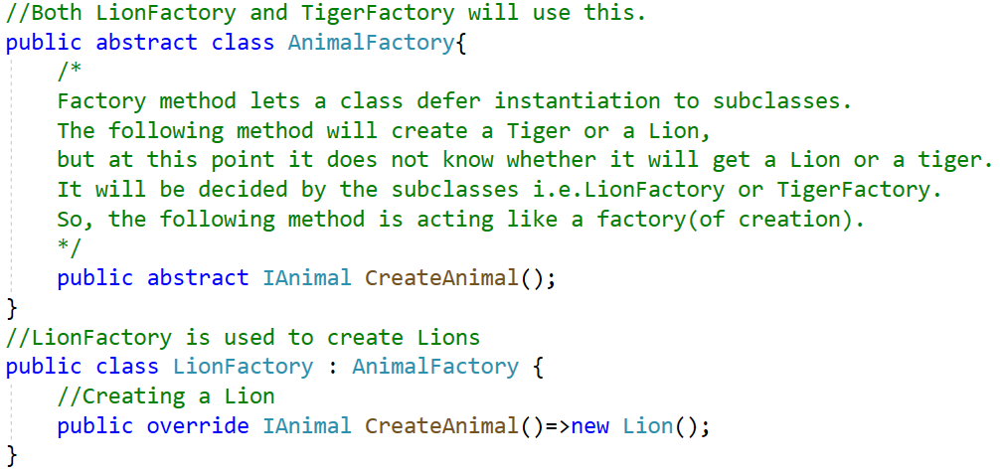 //Both LionFactory and TigerFactory will use this.
public abstract class AnimalFactory{
/*
Factory method lets a class defer instantiation to subclasses.
The following method will create a Tiger or a Lion,
but at this point it does not know whether it will get a Lion or a tiger.
It will be decided by the subclasses i.e.LionFactory or TigerFactory.
So, the following method is acting like a factory(of creation).
*/
public abstract IAnimal CreateAnimal();
}
//LionFactory is used to create Lions
public class LionFactory : AnimalFactory {
//Creating a Lion
public override IAnimal CreateAnimal()=>new Lion();
}